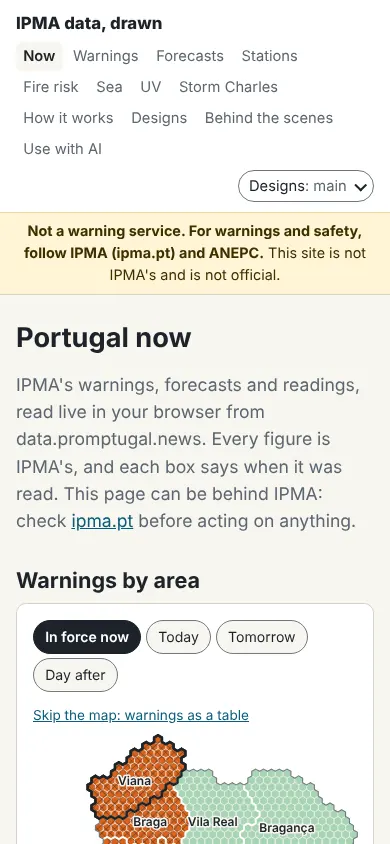 IPMA data, drawn
Now Warnings Forecasts Stations
Fire risk Sea UV Storm Charles
How it works Designs Behind the scenes
Use with AI
Designs: main
Not a warning service. For warnings and safety,
follow IPMA (ipma.pt) and ANEPC. This site is not
IPMA's and is not official.
Portugal now
IPMA's warnings, forecasts and readings,
read live in your browser from
data.promptugal.news. Every figure is
IPMA's, and each box says when it was
read. This page can be behind IPMA:
check ipma.pt before acting on anything.
Warnings by area
In force now Today Tomorrow
Day after
Skip the map: warnings as a table
Viana
Braga Vila Real Bragança